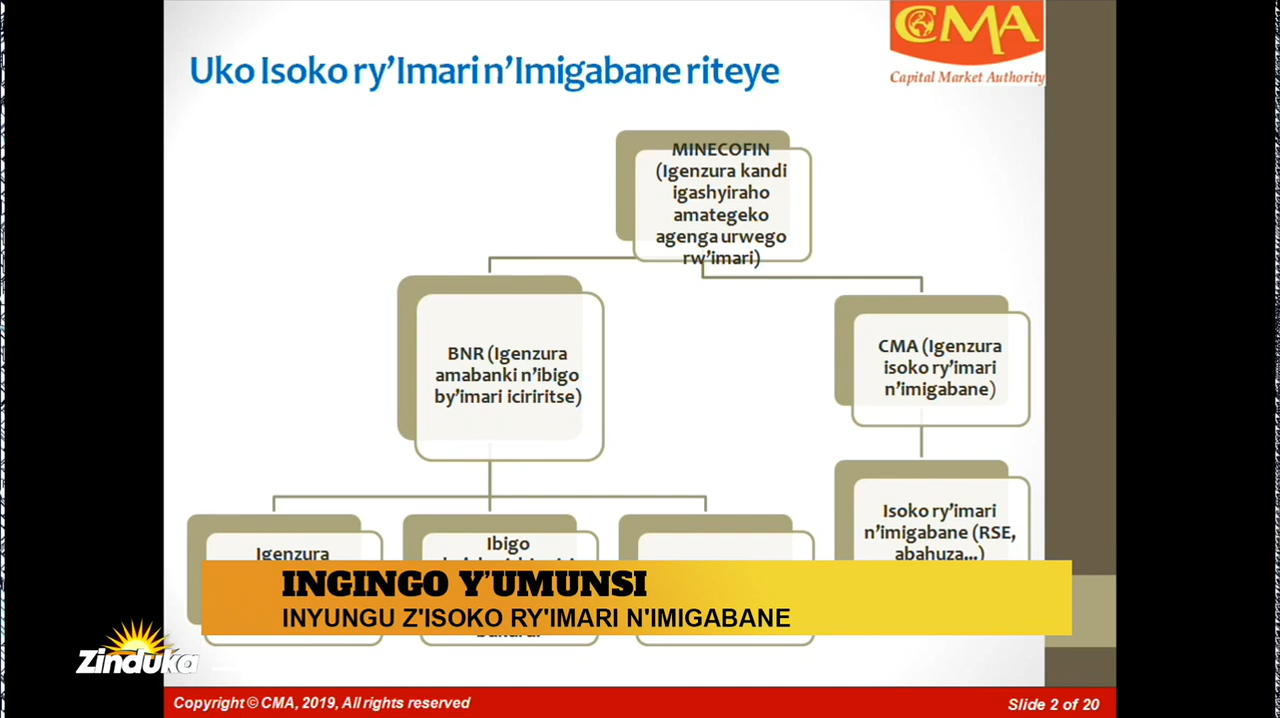 CMA
Capital Market Authority
Uko Isoko ry'Imari n'Imigabane riteye
MINECOFIN
(Igenzura kandi
igashyiraho
amategeko
agenga urwego
rw'imari)
BNR (Igenzura
amabanki n'ibigo
by'imari iciriritse)
CMA (Igenzura
isoko ry'imari
n'imigabane)
Igenzura
Ibigo
Isoko ry'imari
n'imigabane (RSE,
abahuza...)
INGINGO Y'UMUNSI
INYUNGU Z'ISOKO RY'IMARI N'IMIGABANE
Zinduka
Copyright © CMA, 2019, All rights reserved
Slide 2 of 20